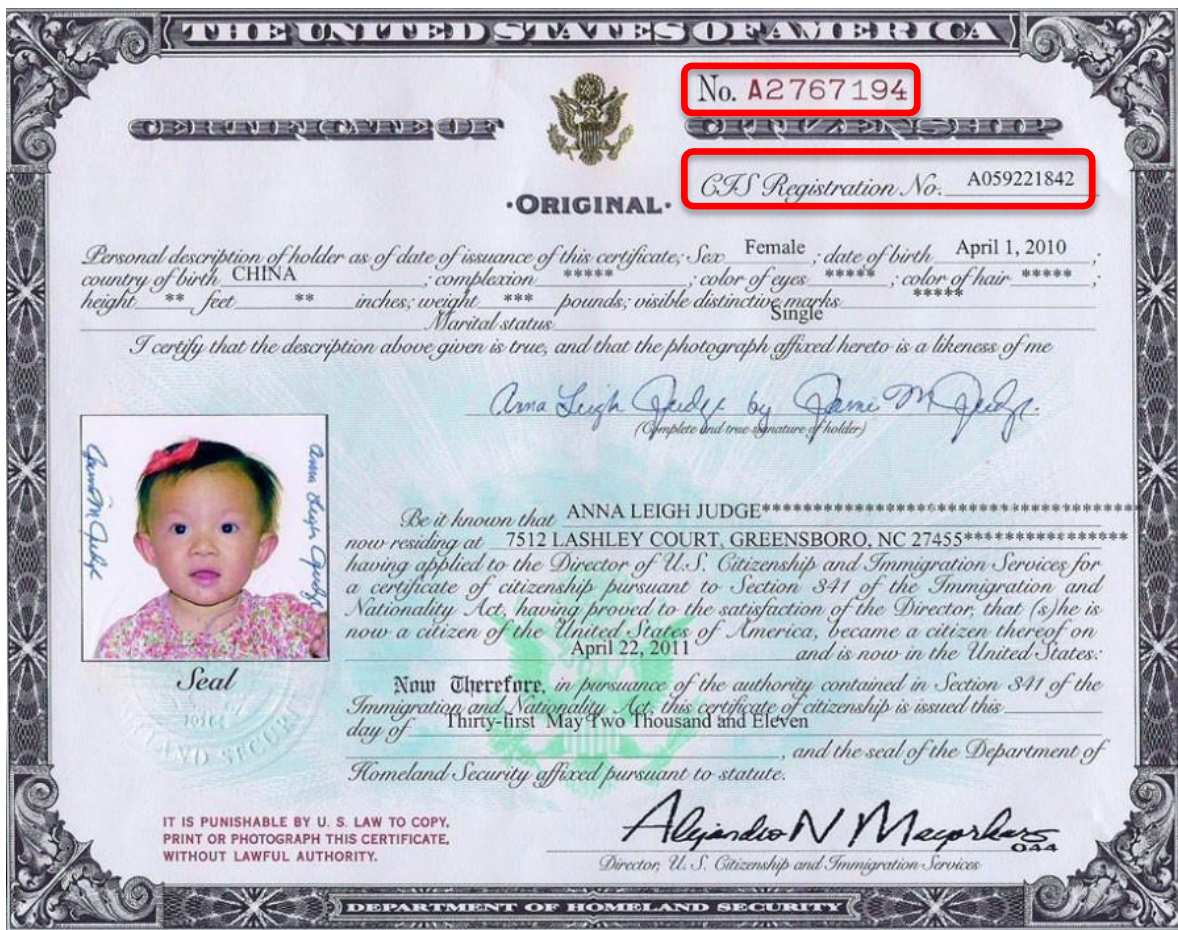 THE UNITED STATES OF AMERICA
No. A2767194
CERTIFICATE OF CITIZENSHIP
CIS Registration No. A059221842
·ORIGINAL·
Personal description of holder as of date of issuance of this certificate; Sex Female ; date of birth April 1, 2010 ;
country of birth CHINA ; complexion ***** ; color of eyes ***** ; color of hair ***** ;
height ** feet ** inches; weight *** pounds; visible distinctive marks *****
Marital status Single
I certify that the description above given is true, and that the photograph affixed hereto is a likeness of me
Anna Leigh Judge by Jami M Judge
(Complete and true signature of holder)
Jami M Judge
Anna Leigh Judge
Be it known that ANNA LEIGH JUDGE**************************************
now residing at 7512 LASHLEY COURT, GREENSBORO, NC 27455*****************
having applied to the Director of U.S. Citizenship and Immigration Services for
a certificate of citizenship pursuant to Section 341 of the Immigration and
Nationality Act, having proved to the satisfaction of the Director, that (s)he is
now a citizen of the United States of America, became a citizen thereof on
April 22, 2011 and is now in the United States:
Seal
Now Therefore, in pursuance of the authority contained in Section 341 of the
Immigration and Nationality Act, this certificate of citizenship is issued this
day of Thirty-first May Two Thousand and Eleven
, and the seal of the Department of
Homeland Security affixed pursuant to statute.
IT IS PUNISHABLE BY U. S. LAW TO COPY,
PRINT OR PHOTOGRAPH THIS CERTIFICATE,
WITHOUT LAWFUL AUTHORITY.
Alejandro N Mayorkas
044
Director, U. S. Citizenship and Immigration Services
DEPARTMENT OF HOMELAND SECURITY